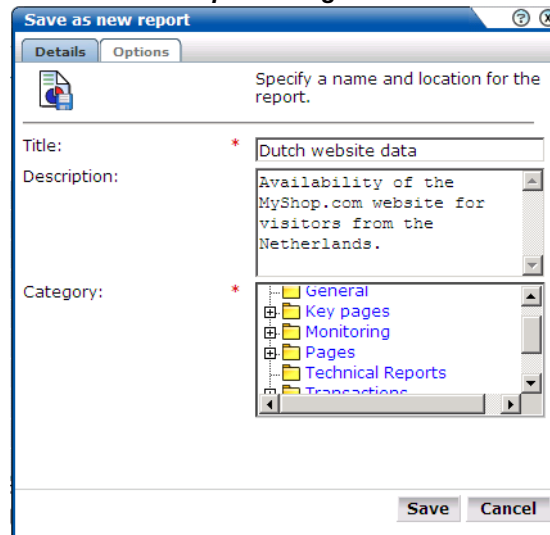 Save as new report
Details Options
Specify a name and location for the
report.
Title: * Dutch website data
Description:
Availability of the
MyShop.com website for
visitors from the
Netherlands.
Category: *
General
Key pages
Monitoring
Pages
Technical Reports
Transactions
Save Cancel